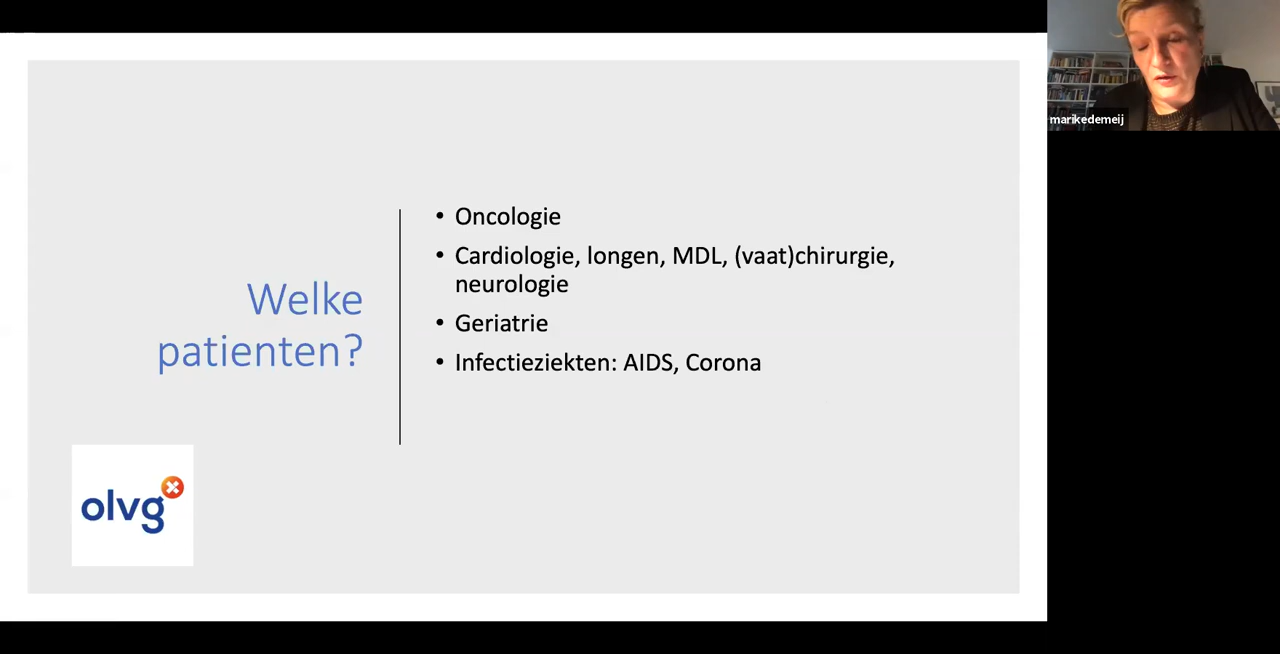 marikedemeij
Welke
patienten?
• Oncologie
• Cardiologie, longen, MDL, (vaat)chirurgie,
neurologie
• Geriatrie
• Infectieziekten: AIDS, Corona
olvg